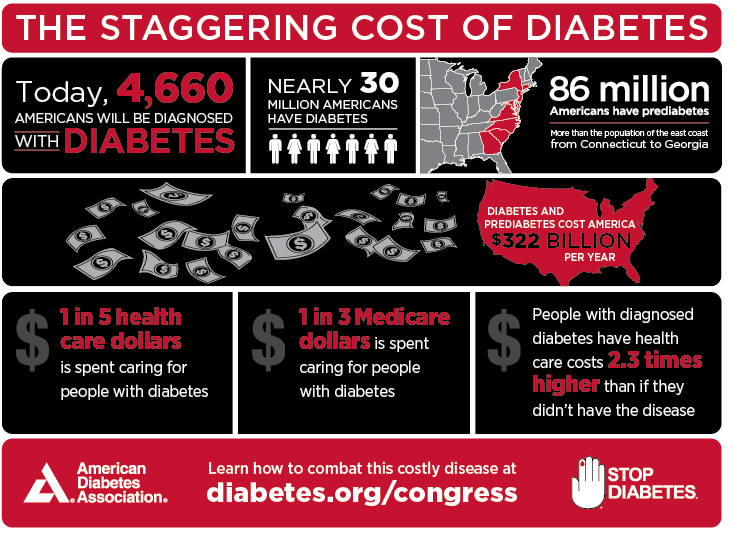 THE STAGGERING COST OF DIABETES
Today, 4,660
AMERICANS WILL BE DIAGNOSED
WITH DIABETES
NEARLY 30
MILLION AMERICANS
HAVE DIABETES
86 million
Americans have prediabetes
More than the population of the east coast
from Connecticut to Georgia
DIABETES AND
PREDIABETES COST AMERICA
$322 BILLION
PER YEAR
$
1 in 5 health
care dollars
is spent caring for
people with diabetes
$
1 in 3 Medicare
dollars is spent
caring for people
with diabetes
$
People with diagnosed
diabetes have health
care costs 2.3 times
higher than if they
didn't have the disease
American
Diabetes
Association®
Learn how to combat this costly disease at
diabetes.org/congress
STOP
DIABETES